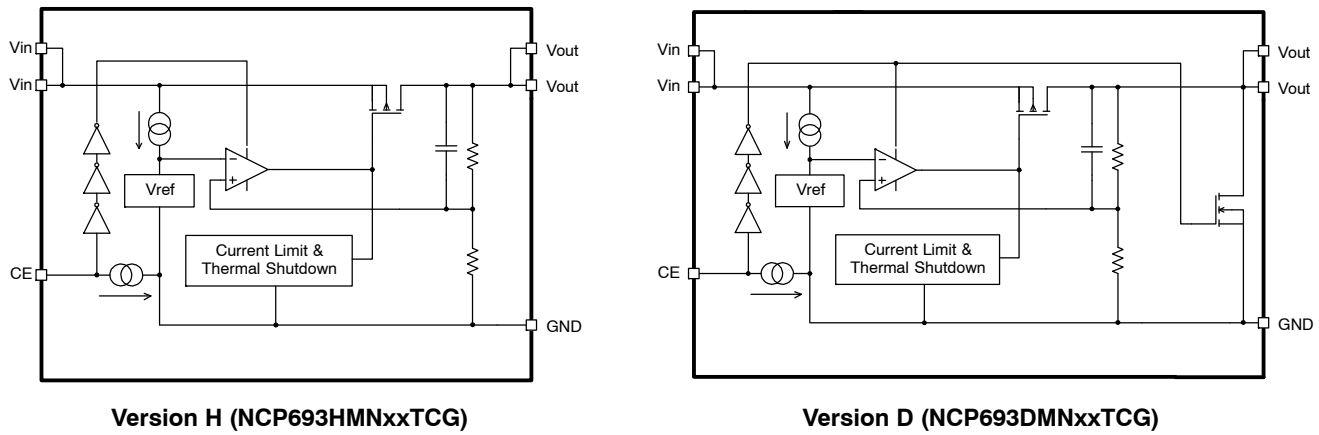 Vin
Vin
Vref
−
+
Current Limit &
Thermal Shutdown
CE
Vout
Vout
GND
Version H (NCP693HMNxxTCG)
Vin
Vin
Vref
−
+
Current Limit &
Thermal Shutdown
CE
Vout
Vout
GND
Version D (NCP693DMNxxTCG)